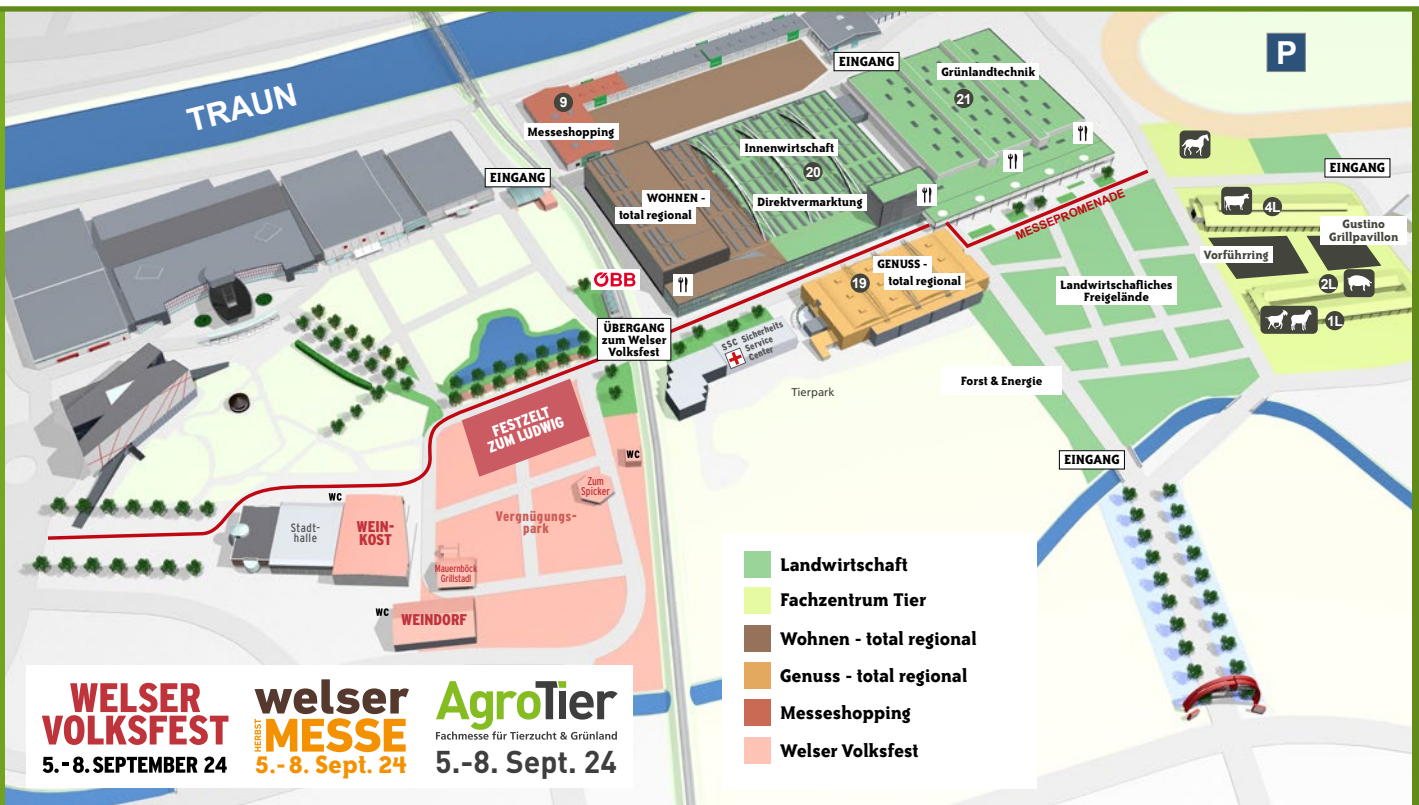 TRAUN
EINGANG
P
Grünlandtechnik
21
9
Messeshopping
Innenwirtschaft
20
EINGANG
EINGANG
WOHNEN -
total regional
Direktvermarktung
4L
MESSEPROMENADE
Gustino
Grillpavillon
Vorführring
GENUSS -
total regional
19
ÖBB
Landwirtschafliches
Freigelände
2L
1L
ÜBERGANG
zum Welser
Volksfest
SSC Sicherheits
Service
Center
Forst & Energie
Tierpark
FESTZELT
ZUM LUDWIG
WC
EINGANG
Zum
Spicker
WC
Stadt-
halle
WEIN-
KOST
Vergnügungs-
park
Mauernböck
Grillstadl
WC
WEINDORF
Landwirtschaft
Fachzentrum Tier
Wohnen - total regional
Genuss - total regional
Messeshopping
Welser Volksfest
WELSER
VOLKSFEST
5.-8. SEPTEMBER 24
welser
HERBST
MESSE
5.-8. Sept. 24
AgroTier
Fachmesse für Tierzucht & Grünland
5.-8. Sept. 24